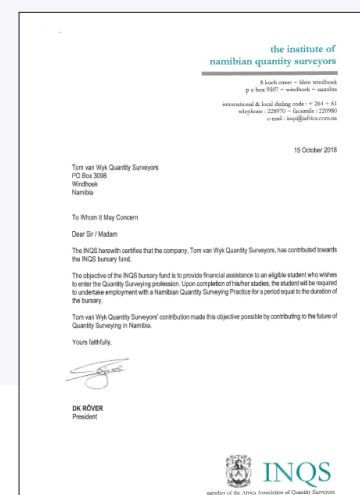 the institute of
namibian quantity surveyors
8 koch street ~ klein windhoek
p o box 9507 ~ windhoek ~ namibia
international & local dialing code : + 264 + 61
telephone : 228970 ~ facsimile : 220980
e-mail : inqs@iafrica.com.na
15 October 2018
Tom van Wyk Quantity Surveyors
PO Box 3098
Windhoek
Namibia
To Whom It May Concern
Dear Sir / Madam
The INQS herewith certifies that the company, Tom van Wyk Quantity Surveyors, has contributed towards
the INQS bursary fund.
The objective of the INQS bursary fund is to provide financial assistance to an eligible student who wishes
to enter the Quantity Surveying profession. Upon completion of his/her studies, the student will be required
to undertake employment with a Namibian Quantity Surveying Practice for a period equal to the duration of
the bursary.
Tom van Wyk Quantity Surveyors' contribution made this objective possible by contributing to the future of
Quantity Surveying in Namibia.
Yours faithfully,
DK RÖVER
President
INQS
member of the Africa Association of Quantity Surveyors